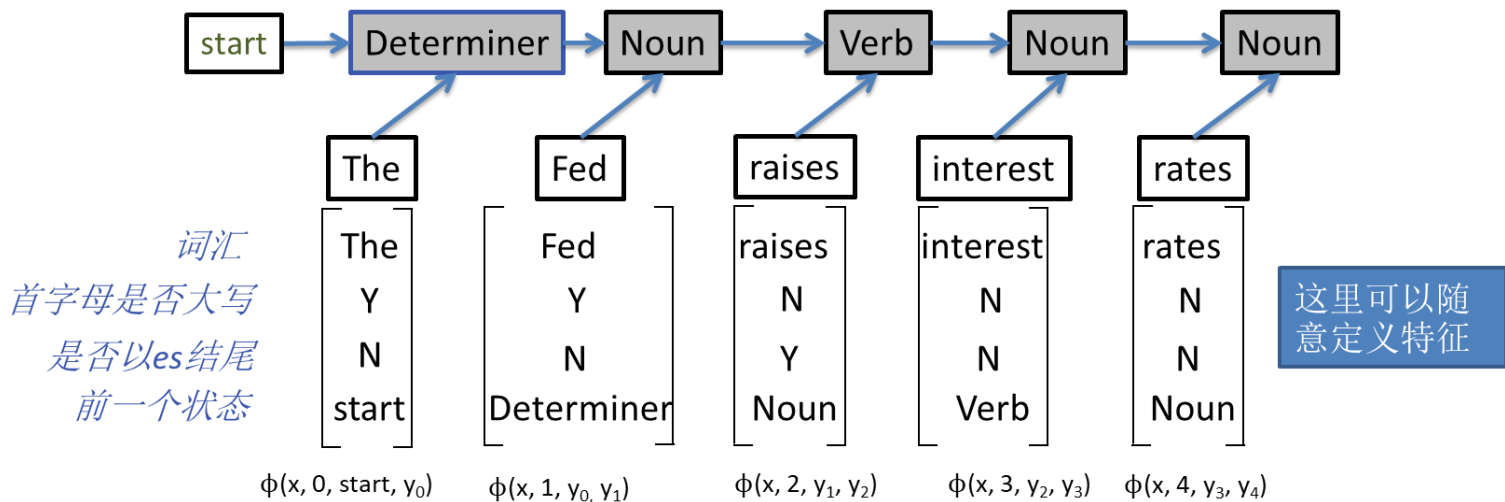 start Determiner Noun Verb Noun Noun
The Fed raises interest rates
词汇 The Fed raises interest rates
首字母是否大写 Y Y N N N
是否以es结尾 N N Y N N
前一个状态 start Determiner Noun Verb Noun
这里可以随
意定义特征
ϕ(x, 0, start, y₀) ϕ(x, 1, y₀, y₁) ϕ(x, 2, y₁, y₂) ϕ(x, 3, y₂, y₃) ϕ(x, 4, y₃, y₄)